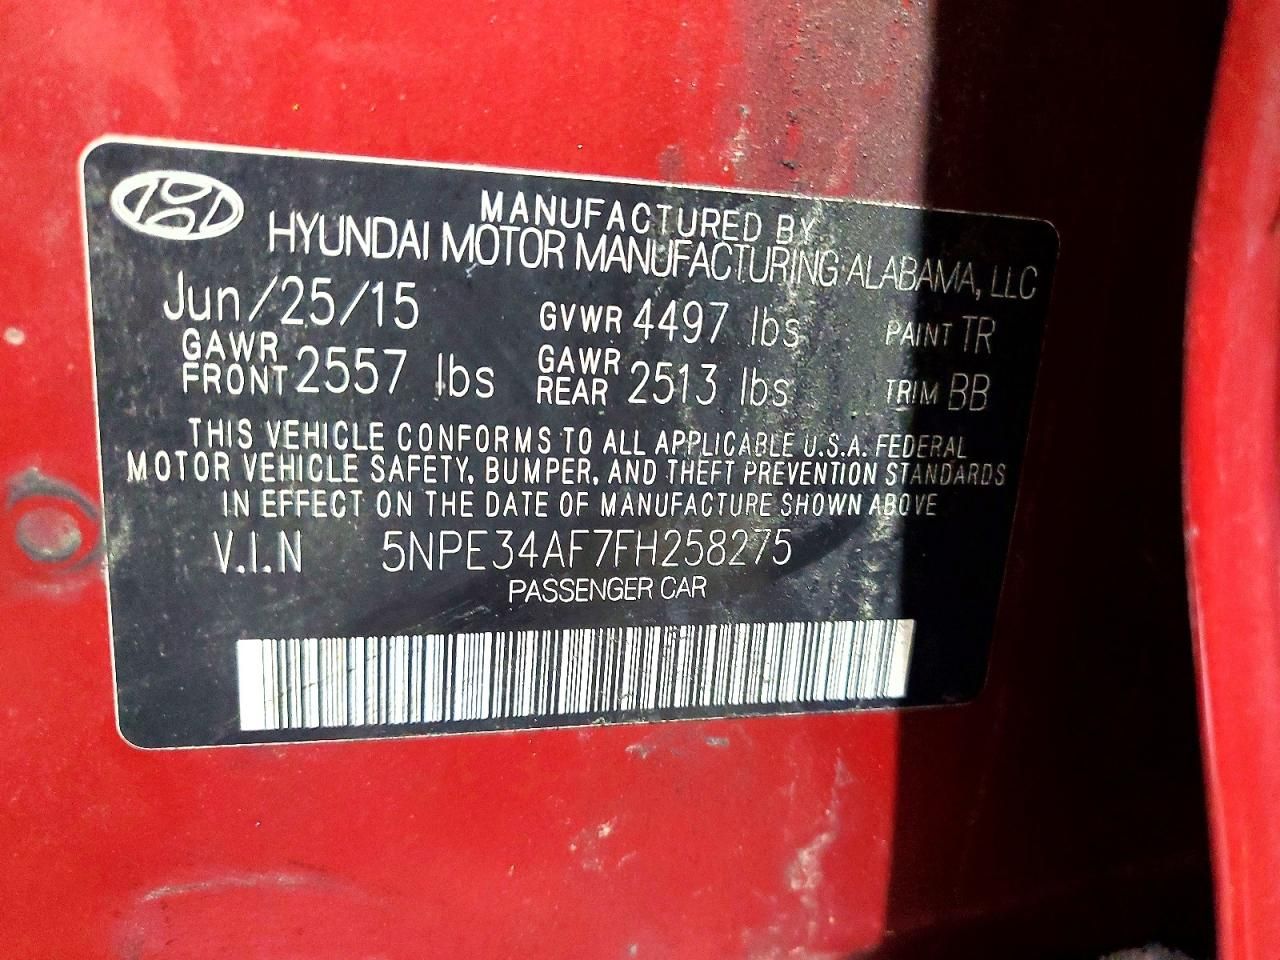 MANUFACTURED BY
HYUNDAI MOTOR MANUFACTURING ALABAMA, LLC
Jun/25/15 GVWR 4497 lbs PAINT TR
GAWR FRONT 2557 lbs GAWR REAR 2513 lbs TRIM BB
THIS VEHICLE CONFORMS TO ALL APPLICABLE U.S.A. FEDERAL
MOTOR VEHICLE SAFETY, BUMPER, AND THEFT PREVENTION STANDARDS
IN EFFECT ON THE DATE OF MANUFACTURE SHOWN ABOVE
V.I.N 5NPE34AF7FH258275
PASSENGER CAR